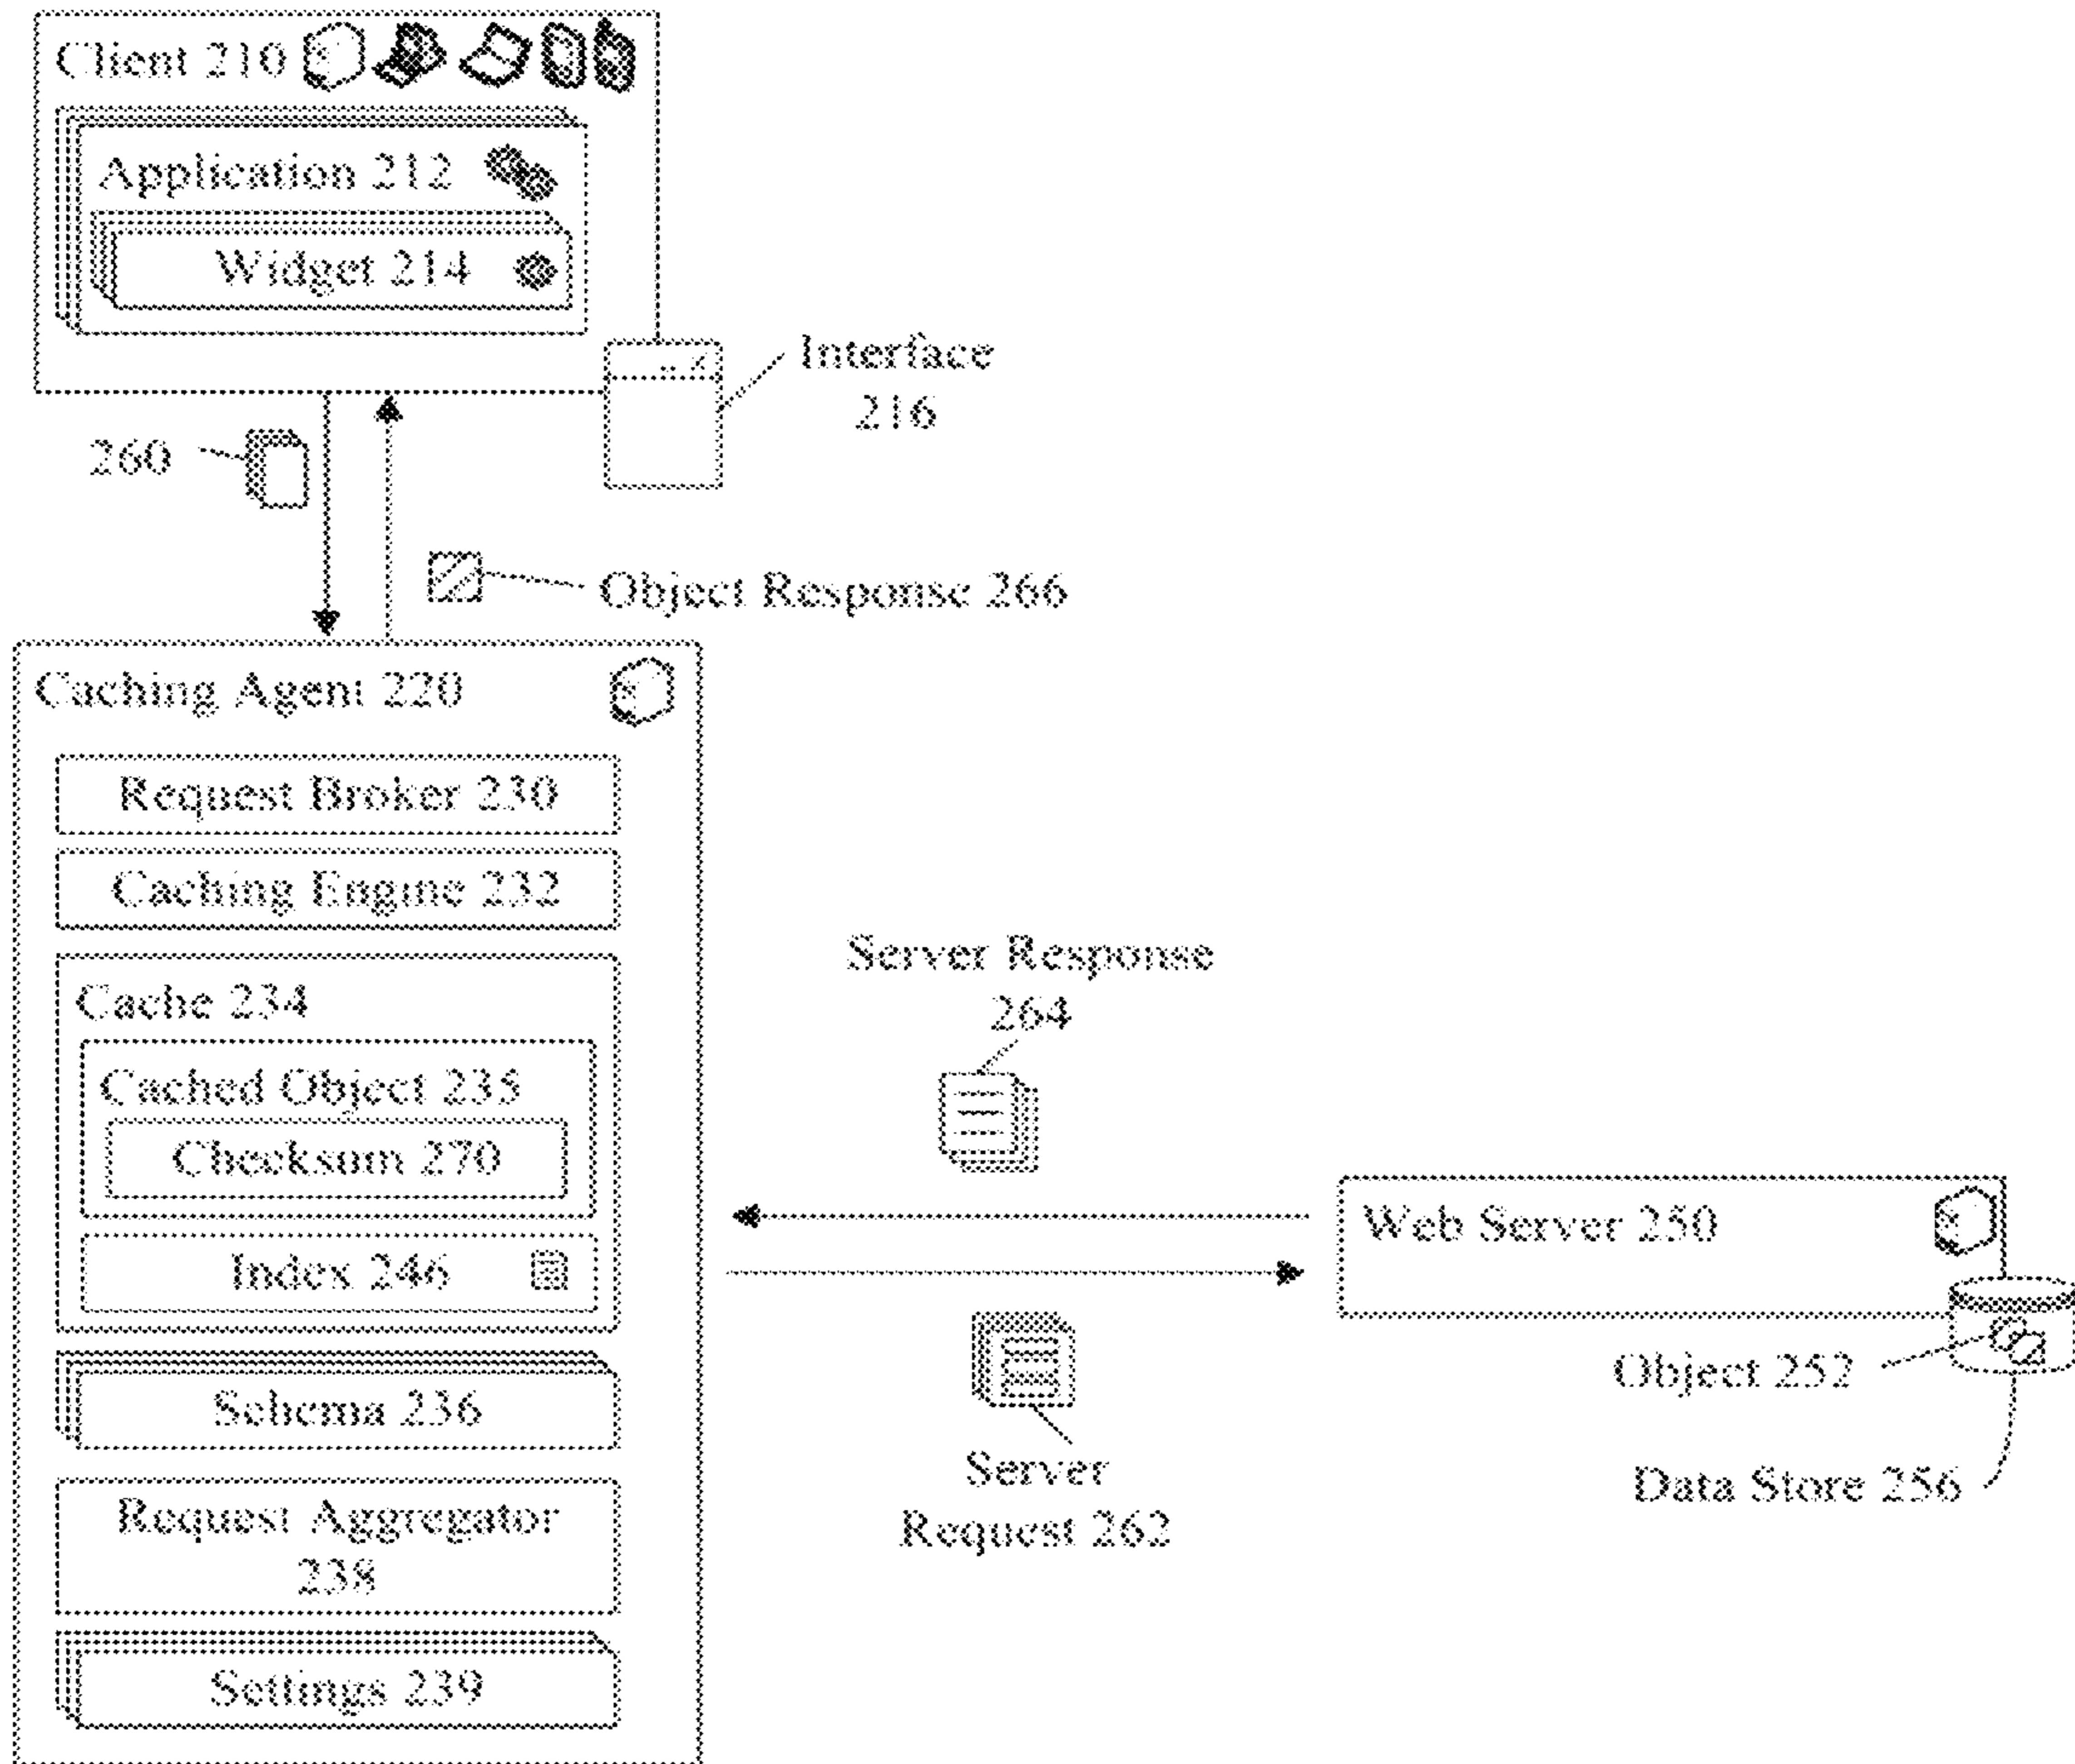 Client 210
Application 212
Widget 214
Interface
216
260
Object Response 266
Caching Agent 220
Request Broker 230
Caching Engine 232
Cache 234
Cached Object 235
Checksum 270
Index 246
Schema 236
Request Aggregator
238
Settings 239
Server Response
264
Server
Request 262
Web Server 250
Object 252
Data Store 256